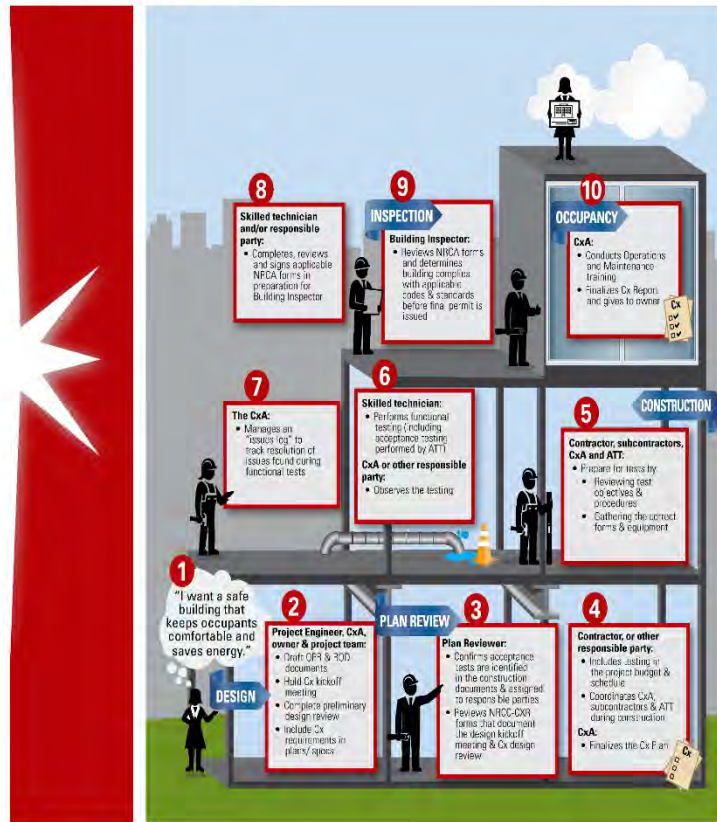 1
"I want a safe
building that
keeps occupants
comfortable and
saves energy."
DESIGN
2
Project Engineer, CxA,
owner & project team:
• Draft OPR & BOD
documents
• Hold Cx kickoff
meeting
• Complete preliminary
design review
• Include Cx
requirements in
plans/ specs
PLAN REVIEW
3
Plan Reviewer:
• Confirms acceptance
tests are identified
in the construction
documents & assigned
to responsible parties
• Reviews NRCC-CXR
forms that document
the design kickoff
meeting & Cx design
review
4
Contractor, or other
responsible party:
• Includes testing in
the project budget &
schedule
• Coordinates CxA,
subcontractors & ATT
during construction
CxA:
• Finalizes the Cx Plan
Cx
CONSTRUCTION
5
Contractor, subcontractors,
CxA and ATT:
• Prepare for tests by:
• Reviewing test
objectives &
procedures
• Gathering the correct
forms & equipment
6
Skilled technician:
• Performs functional
testing (including
acceptance testing
performed by ATT)
CxA or other responsible
party:
• Observes the testing
7
The CxA:
• Manages an
"issues log" to
track resolution of
issues found during
functional tests
8
Skilled technician
and/or responsible
party:
• Completes, reviews
and signs applicable
NRCA forms in
preparation for
Building Inspector
9
INSPECTION
Building Inspector:
• Reviews NRCA forms
and determines
building complies
with applicable
codes & standards
before final permit is
issued
10
OCCUPANCY
CxA:
• Conducts Operations
and Maintenance
training
• Finalizes Cx Report
and gives to owner
Cx